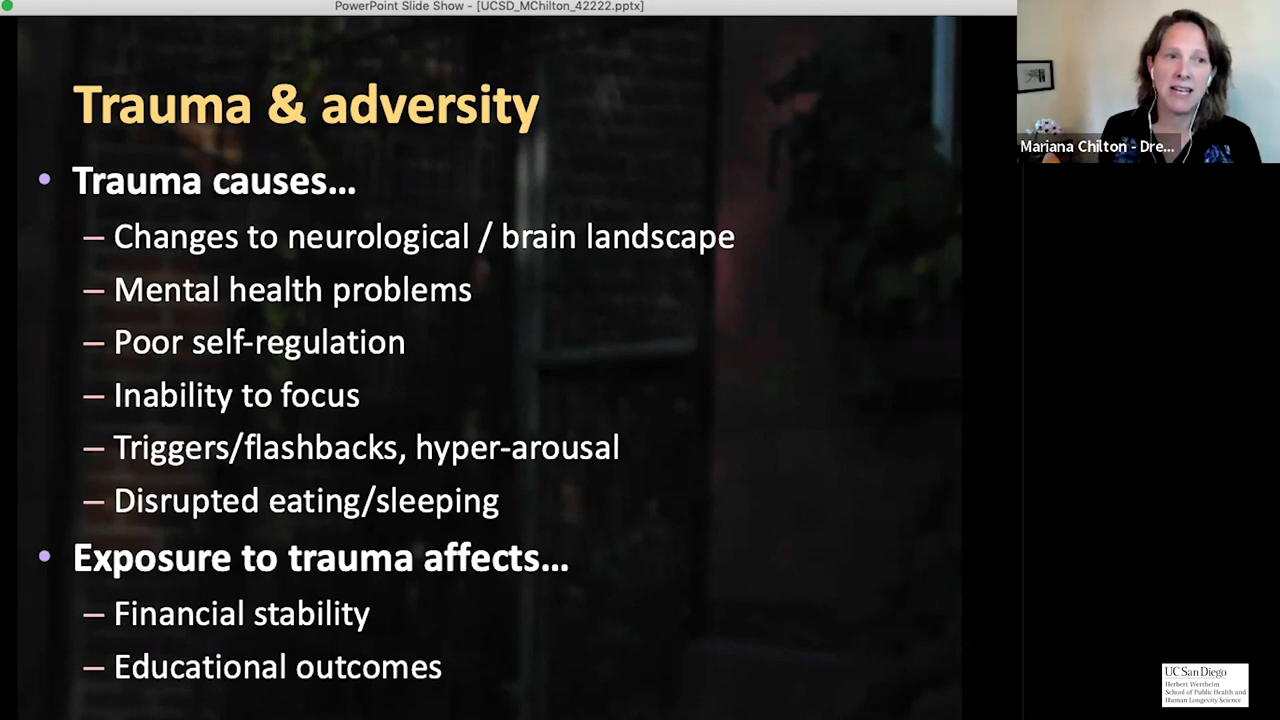 PowerPoint Slide Show - [UCSD_MChilton_42222.pptx]
Trauma & adversity
• Trauma causes...
– Changes to neurological / brain landscape
– Mental health problems
– Poor self-regulation
– Inability to focus
– Triggers/flashbacks, hyper-arousal
– Disrupted eating/sleeping
• Exposure to trauma affects...
– Financial stability
– Educational outcomes
Mariana Chilton - Dre...
UC San Diego
Herbert Wertheim
School of Public Health and
Human Longevity Science